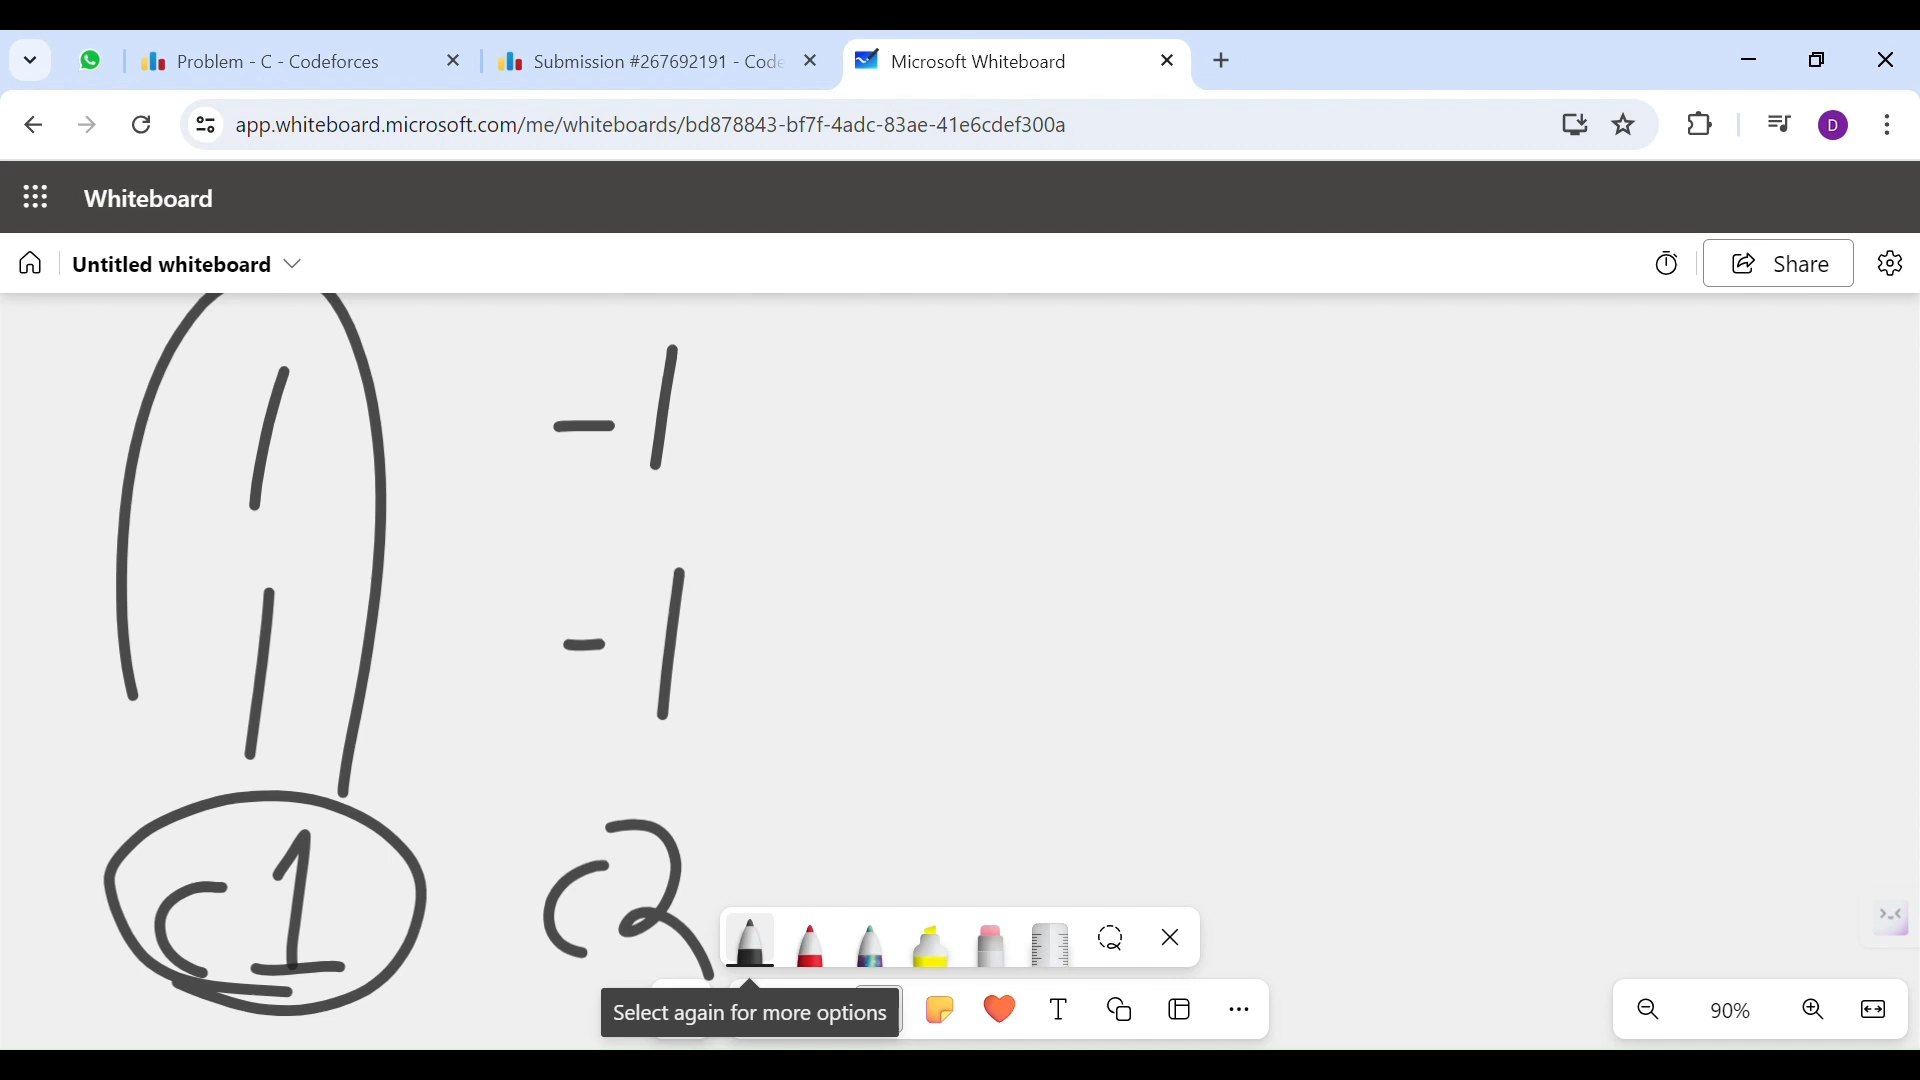 Problem - C - Codeforces
Submission #267692191 - Code
Microsoft Whiteboard
app.whiteboard.microsoft.com/me/whiteboards/bd878843-bf7f-4adc-83ae-41e6cdef300a
D
Whiteboard
Untitled whiteboard
Share
1 -1
1 -1
C1 C2
Select again for more options
T
90%